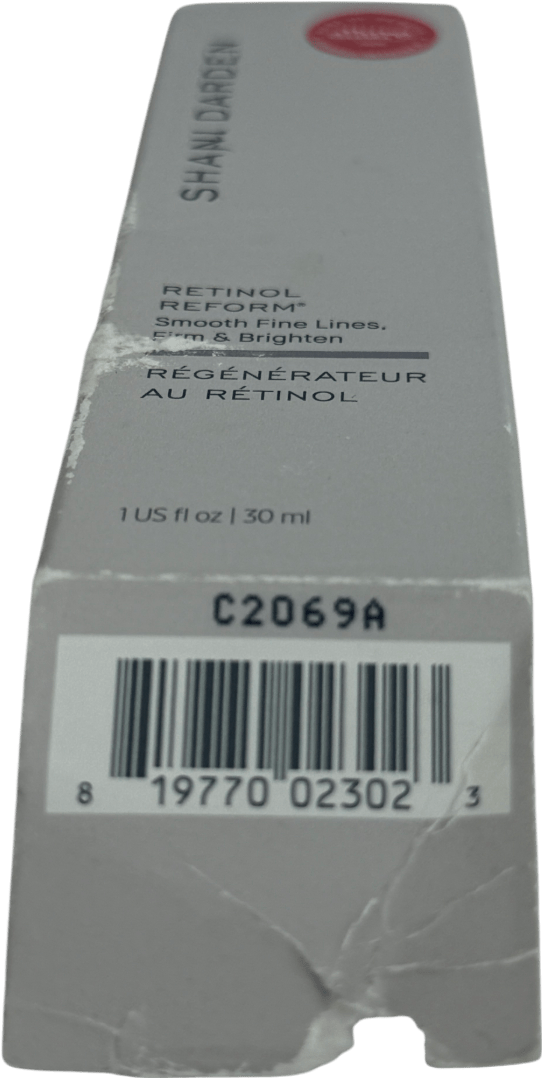 SHANI DARDEN
RETINOL
REFORM®
Smooth Fine Lines,
Firm & Brighten
RÉGÉNÉRATEUR
AU RÉTINOL
1 US fl oz | 30 ml
C2069A
8 19770 02302 3